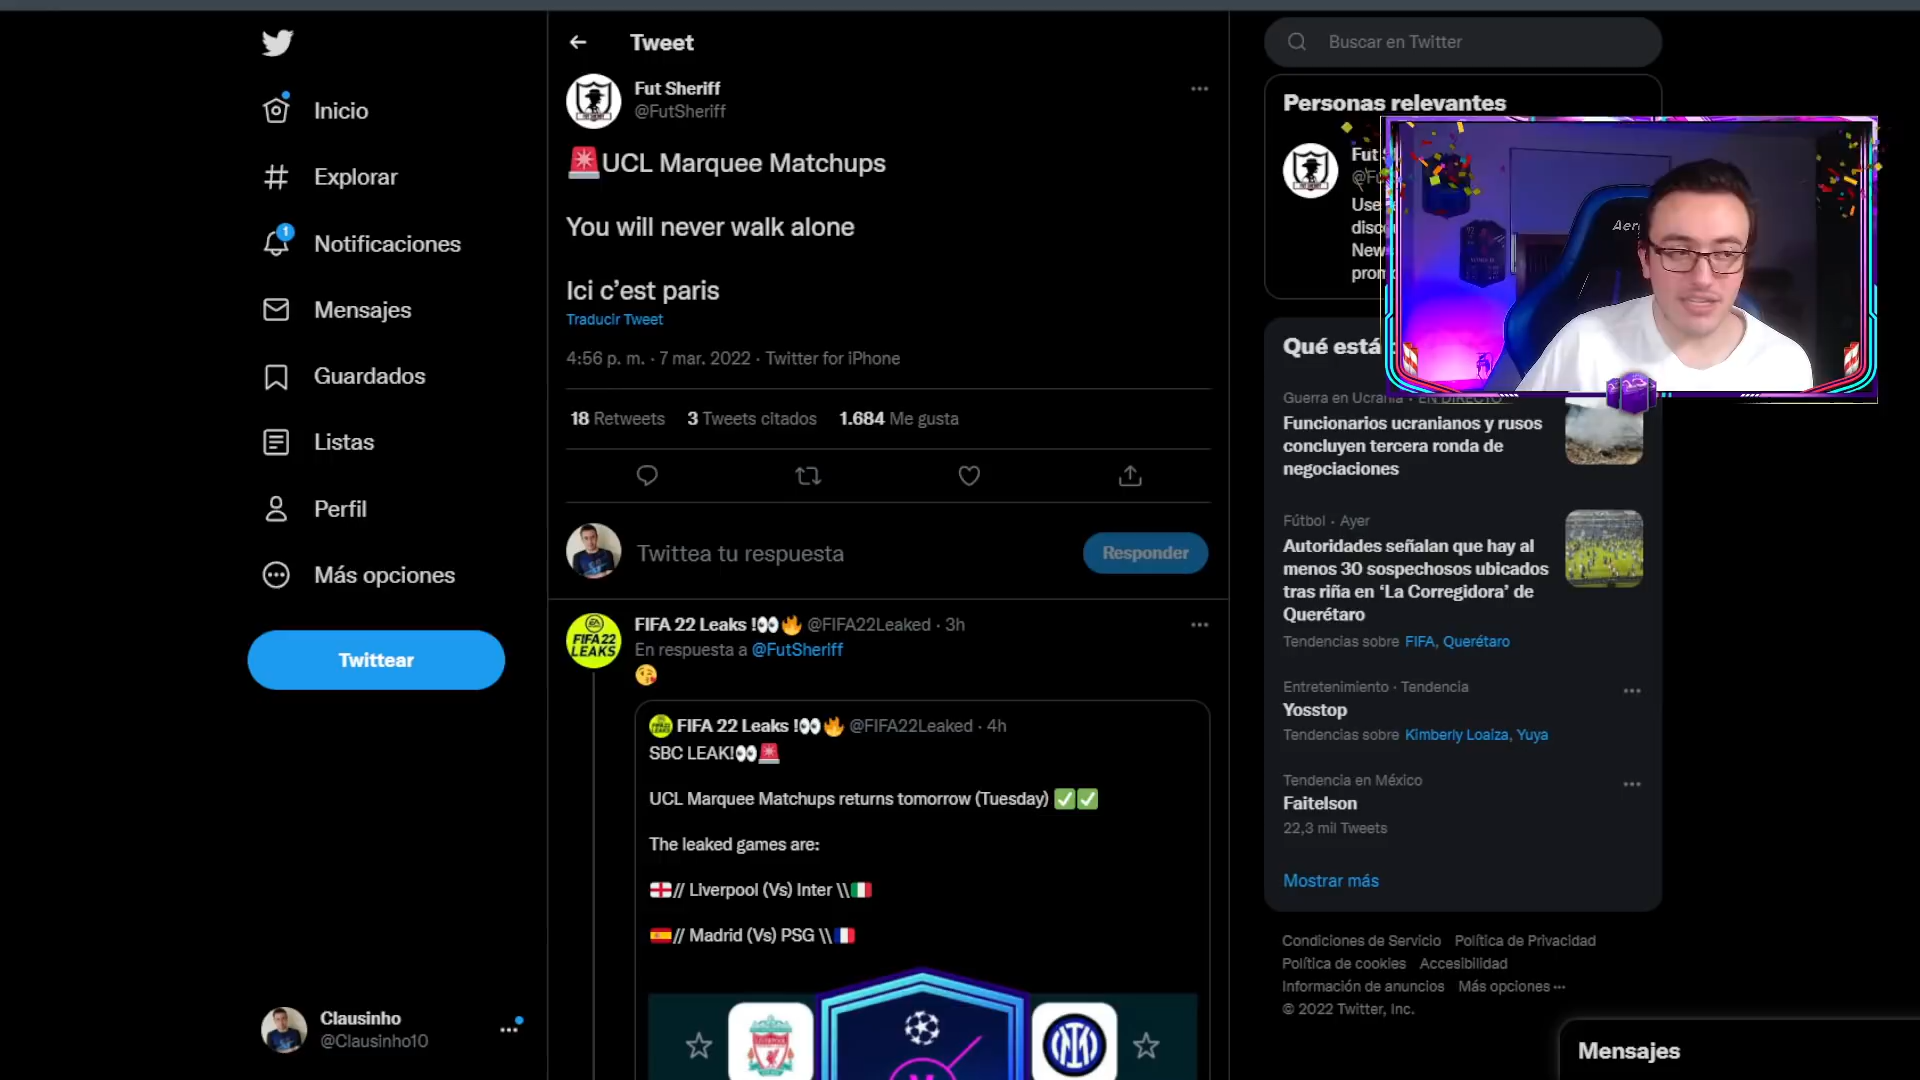 Inicio
Explorar
1
Notificaciones
Mensajes
Guardados
Listas
Perfil
Más opciones
Twittear
Clausinho
@Clausinho10
Tweet
Fut Sheriff
@FutSheriff
🚨UCL Marquee Matchups
You will never walk alone
Ici c’est paris
Traducir Tweet
4:56 p. m. · 7 mar. 2022 · Twitter for iPhone
18 Retweets 3 Tweets citados 1.684 Me gusta
Twittea tu respuesta
Responder
FIFA 22 Leaks !👀🔥 @FIFA22Leaked · 3h
En respuesta a @FutSheriff
😘
FIFA 22 Leaks !👀🔥 @FIFA22Leaked · 4h
SBC LEAK!👀🚨
UCL Marquee Matchups returns tomorrow (Tuesday) ✅✅
The leaked games are:
🏴󠁧󠁢󠁥󠁮󠁧󠁿// Liverpool (Vs) Inter \\🇮🇹
🇪🇸// Madrid (Vs) PSG \\🇫🇷
Buscar en Twitter
Personas relevantes
Fut
Use
News
Qué está
Guerra en Ucrania · EN DIRECTO
Funcionarios ucranianos y rusos
concluyen tercera ronda de
negociaciones
Fútbol · Ayer
Autoridades señalan que hay al
menos 30 sospechosos ubicados
tras riña en ‘La Corregidora’ de
Querétaro
Tendencias sobre FIFA, Querétaro
Entretenimiento · Tendencia
Yosstop
Tendencias sobre Kimberly Loaiza, Yuya
Tendencia en México
Faitelson
22,3 mil Tweets
Mostrar más
Condiciones de Servicio Política de Privacidad
Política de cookies Accesibilidad
Información de anuncios Más opciones ···
© 2022 Twitter, Inc.
Mensajes